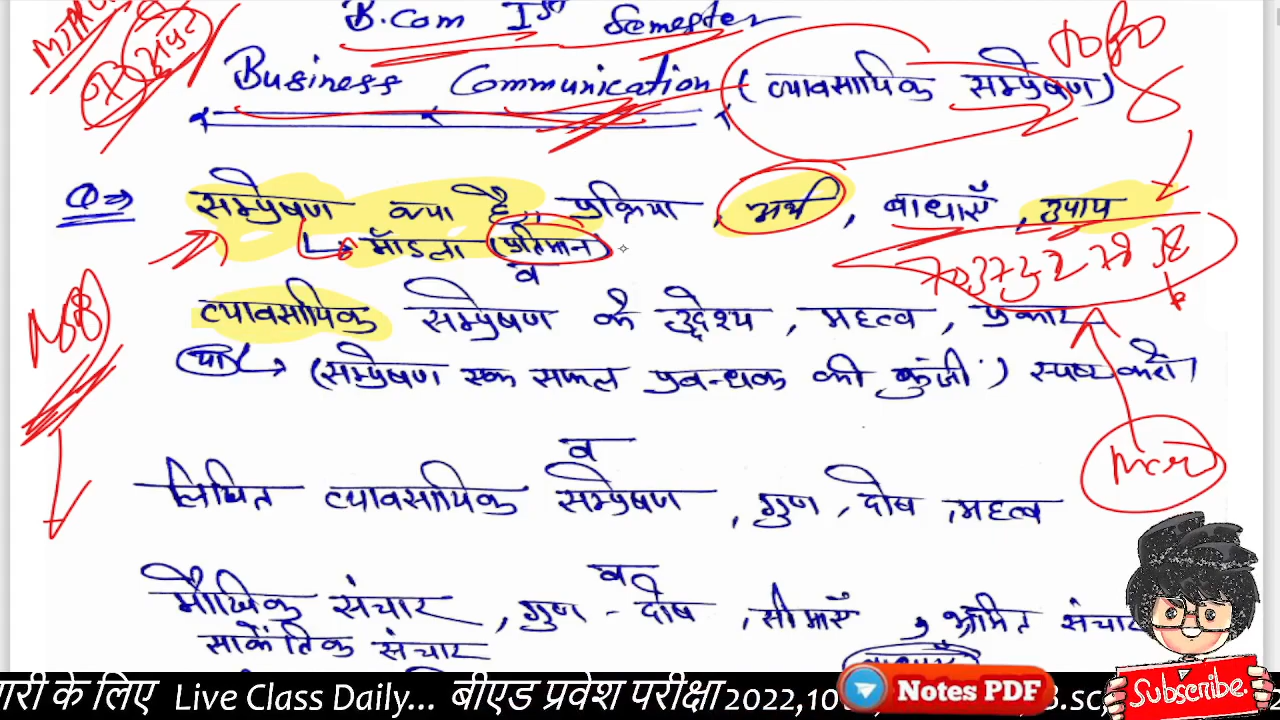 B.Com Ist Semester
Business Communication (व्यावसायिक सम्प्रेषण)
Q⇒ सम्प्रेषण क्या है, प्रक्रिया, अर्थ, बाधाएँ, उपाय
↳ मॉडल (प्रतिमान)
व
व्यावसायिक सम्प्रेषण के उद्देश्य, महत्व, प्रकार
या → (सम्प्रेषण एक सफल प्रबन्धक की कुंजी) स्पष्ट करो।
व
लिखित व्यावसायिक सम्प्रेषण, गुण, दोष, महत्व
व
मौखिक संचार, गुण - दोष, सीमाएँ,
सांकेतिक संचार
MCQ
ारी के लिए Live Class Daily... बीएड प्रवेश परीक्षा 2022,10
Notes PDF
Subscribe.